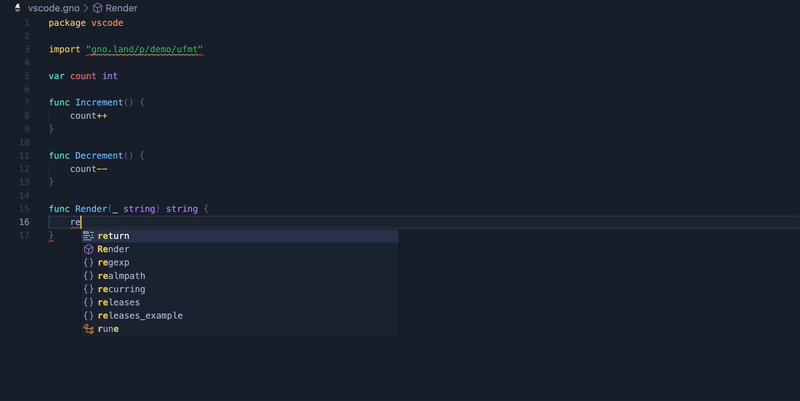 vscode.gno > Render
1 package vscode
2
3 import "gno.land/p/demo/ufmt"
4
5 var count int
6
7 func Increment() {
8 count++
9 }
10
11 func Decrement() {
12 count--
13 }
14
15 func Render(_ string) string {
16 re
17 }
return
Render
regexp
realmpath
recurring
releases
releases_example
rune